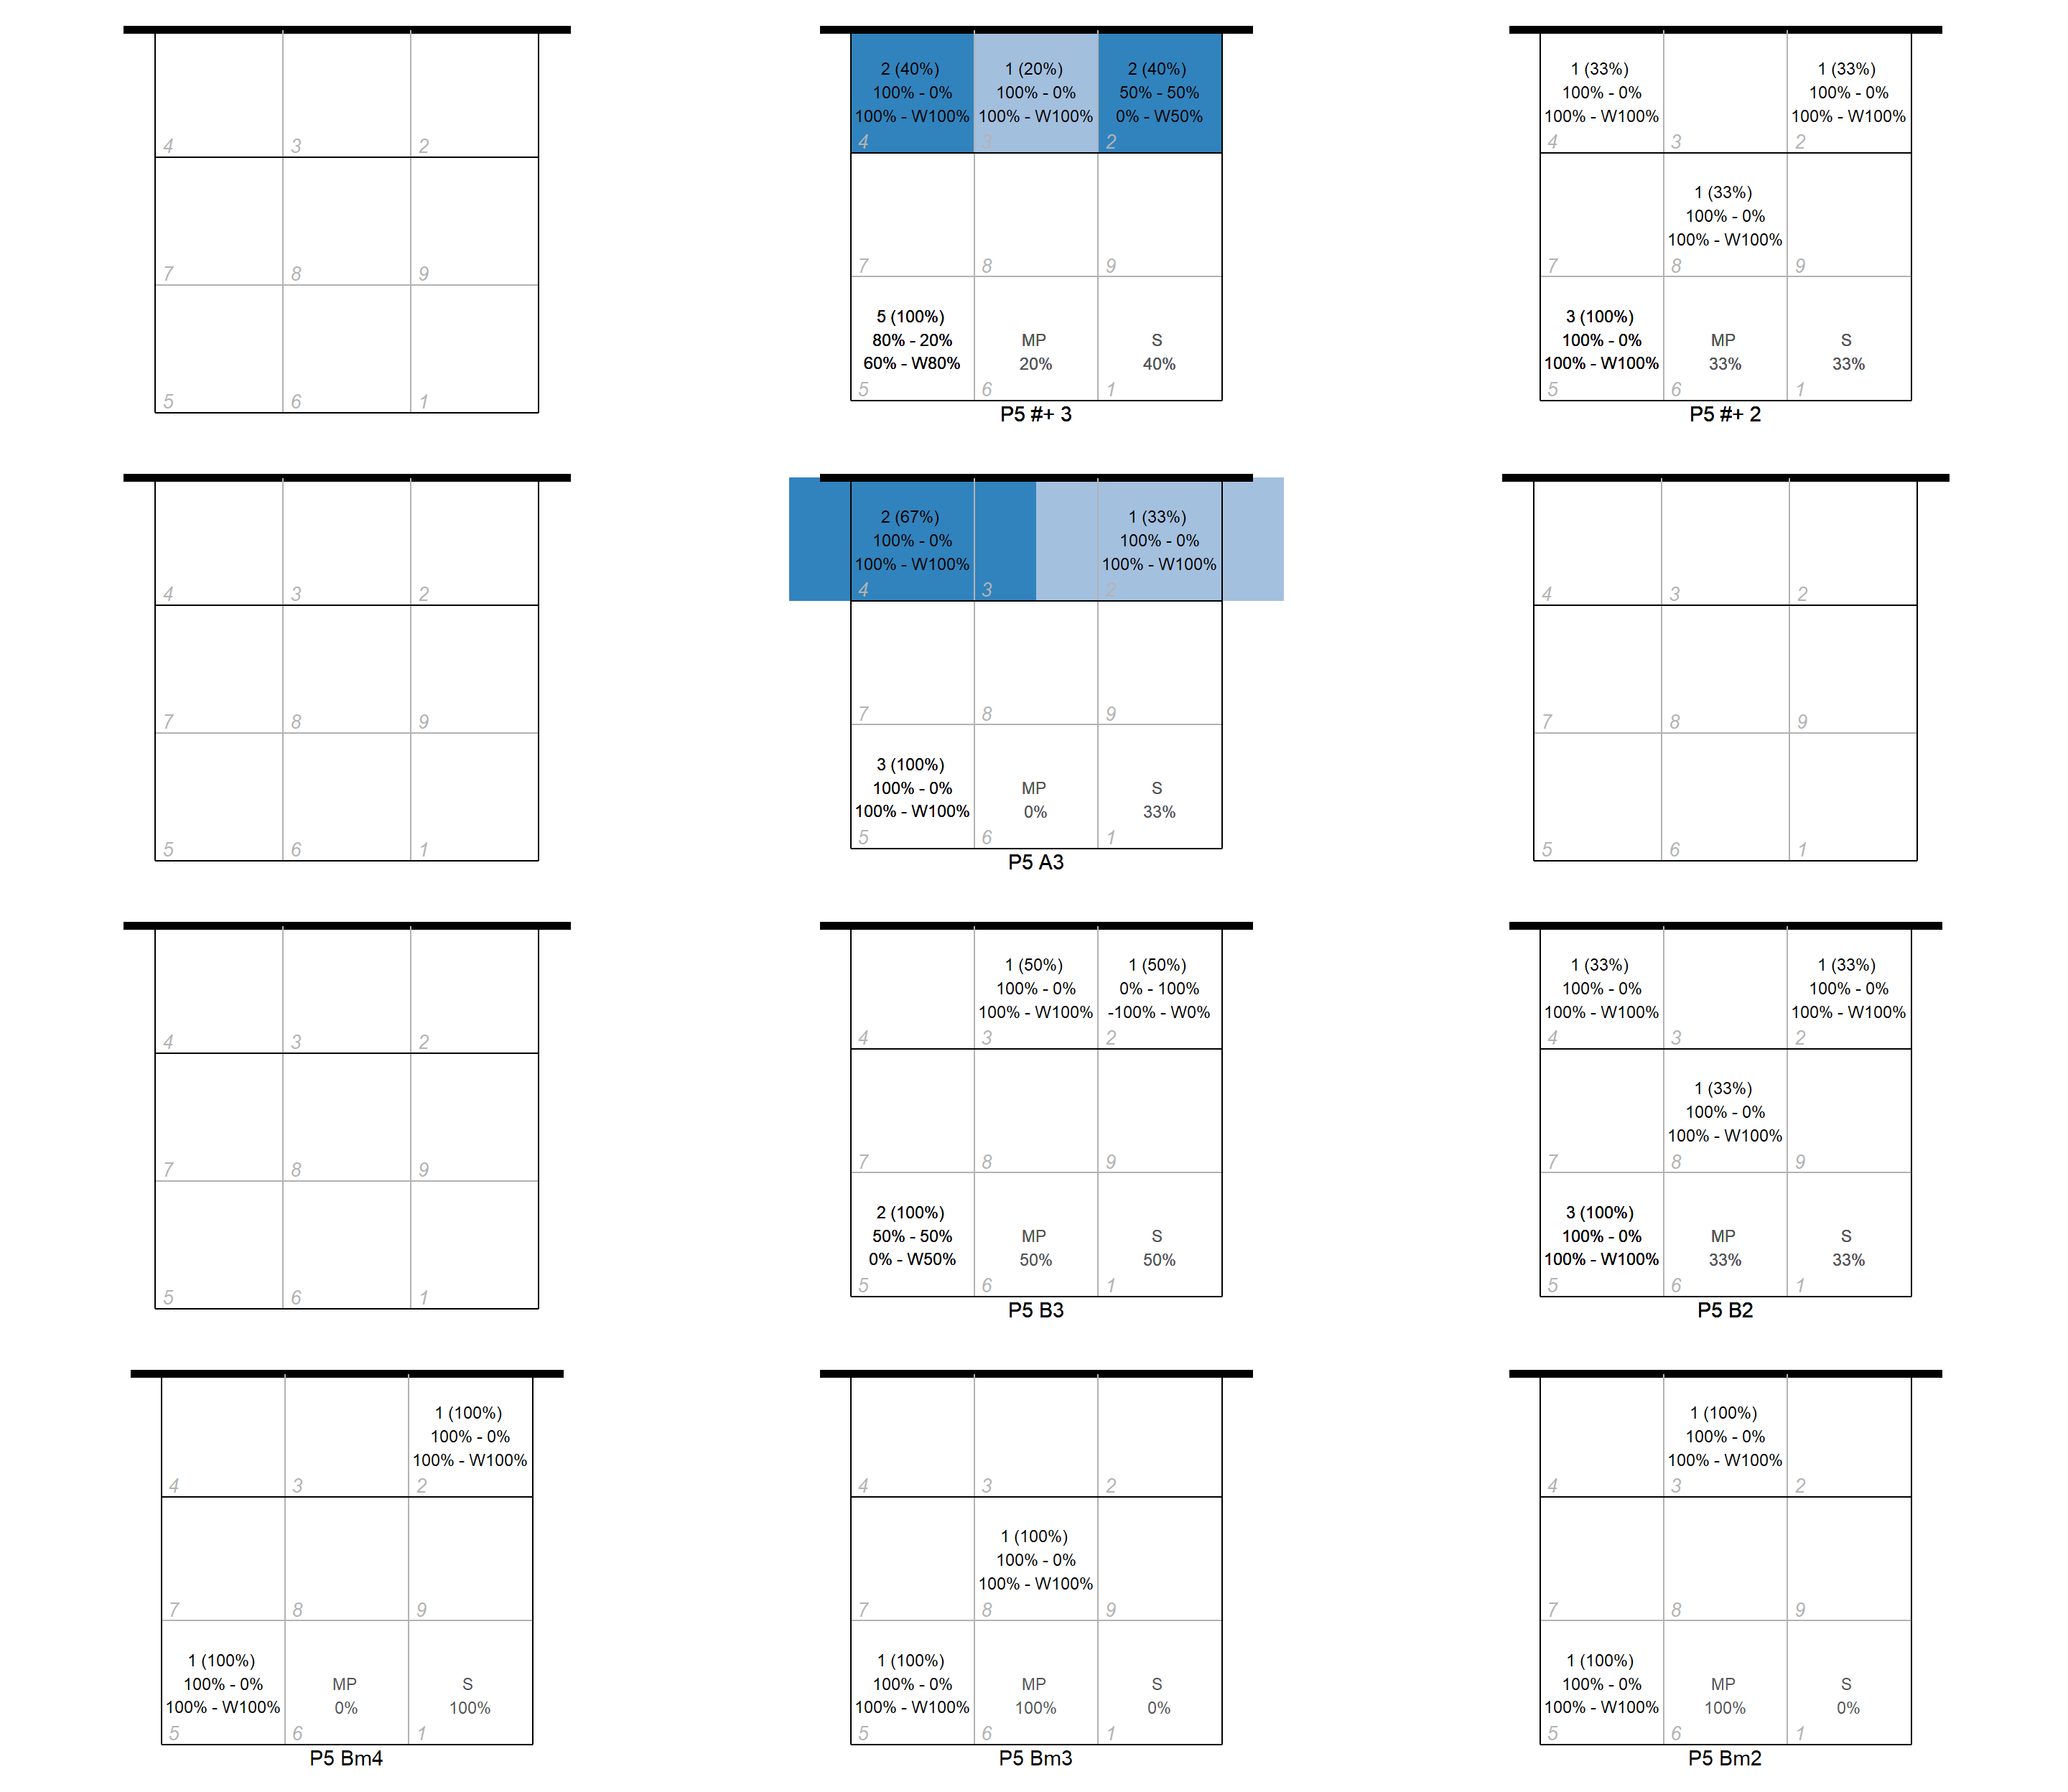 2 (40%) 1 (20%) 2 (40%) 1 (33%) 1 (33%)
100% - 0% 100% - 0% 50% - 50% 100% - 0% 100% - 0%
100% - W100% 100% - W100% 0% - W50% 100% - W100% 100% - W100%
4 3 2 4 3 2 4 3 2
1 (33%)
100% - 0%
100% - W100%
7 8 9 7 8 9 7 8 9
5 (100%) 3 (100%)
80% - 20% MP S 100% - 0% MP S
60% - W80% 20% 40% 100% - W100% 33% 33%
5 6 1 5 6 1 5 6 1
P5 #+ 3 P5 #+ 2
2 (67%) 1 (33%)
100% - 0% 100% - 0%
100% - W100% 100% - W100%
4 3 2 4 3 2 4 3 2
7 8 9 7 8 9 7 8 9
3 (100%)
100% - 0% MP S
100% - W100% 0% 33%
5 6 1 5 6 1 5 6 1
P5 A3
1 (50%) 1 (50%) 1 (33%) 1 (33%)
100% - 0% 0% - 100% 100% - 0% 100% - 0%
100% - W100% -100% - W0% 100% - W100% 100% - W100%
4 3 2 4 3 2 4 3 2
1 (33%)
100% - 0%
100% - W100%
7 8 9 7 8 9 7 8 9
2 (100%) 3 (100%)
50% - 50% MP S 100% - 0% MP S
0% - W50% 50% 50% 100% - W100% 33% 33%
5 6 1 5 6 1 5 6 1
P5 B3 P5 B2
1 (100%) 1 (100%)
100% - 0% 100% - 0%
100% - W100% 100% - W100%
4 3 2 4 3 2 4 3 2
1 (100%)
100% - 0%
100% - W100%
7 8 9 7 8 9 7 8 9
1 (100%) 1 (100%) 1 (100%)
100% - 0% MP S 100% - 0% MP S 100% - 0% MP S
100% - W100% 0% 100% 100% - W100% 100% 0% 100% - W100% 100% 0%
5 6 1 5 6 1 5 6 1
P5 Bm4 P5 Bm3 P5 Bm2